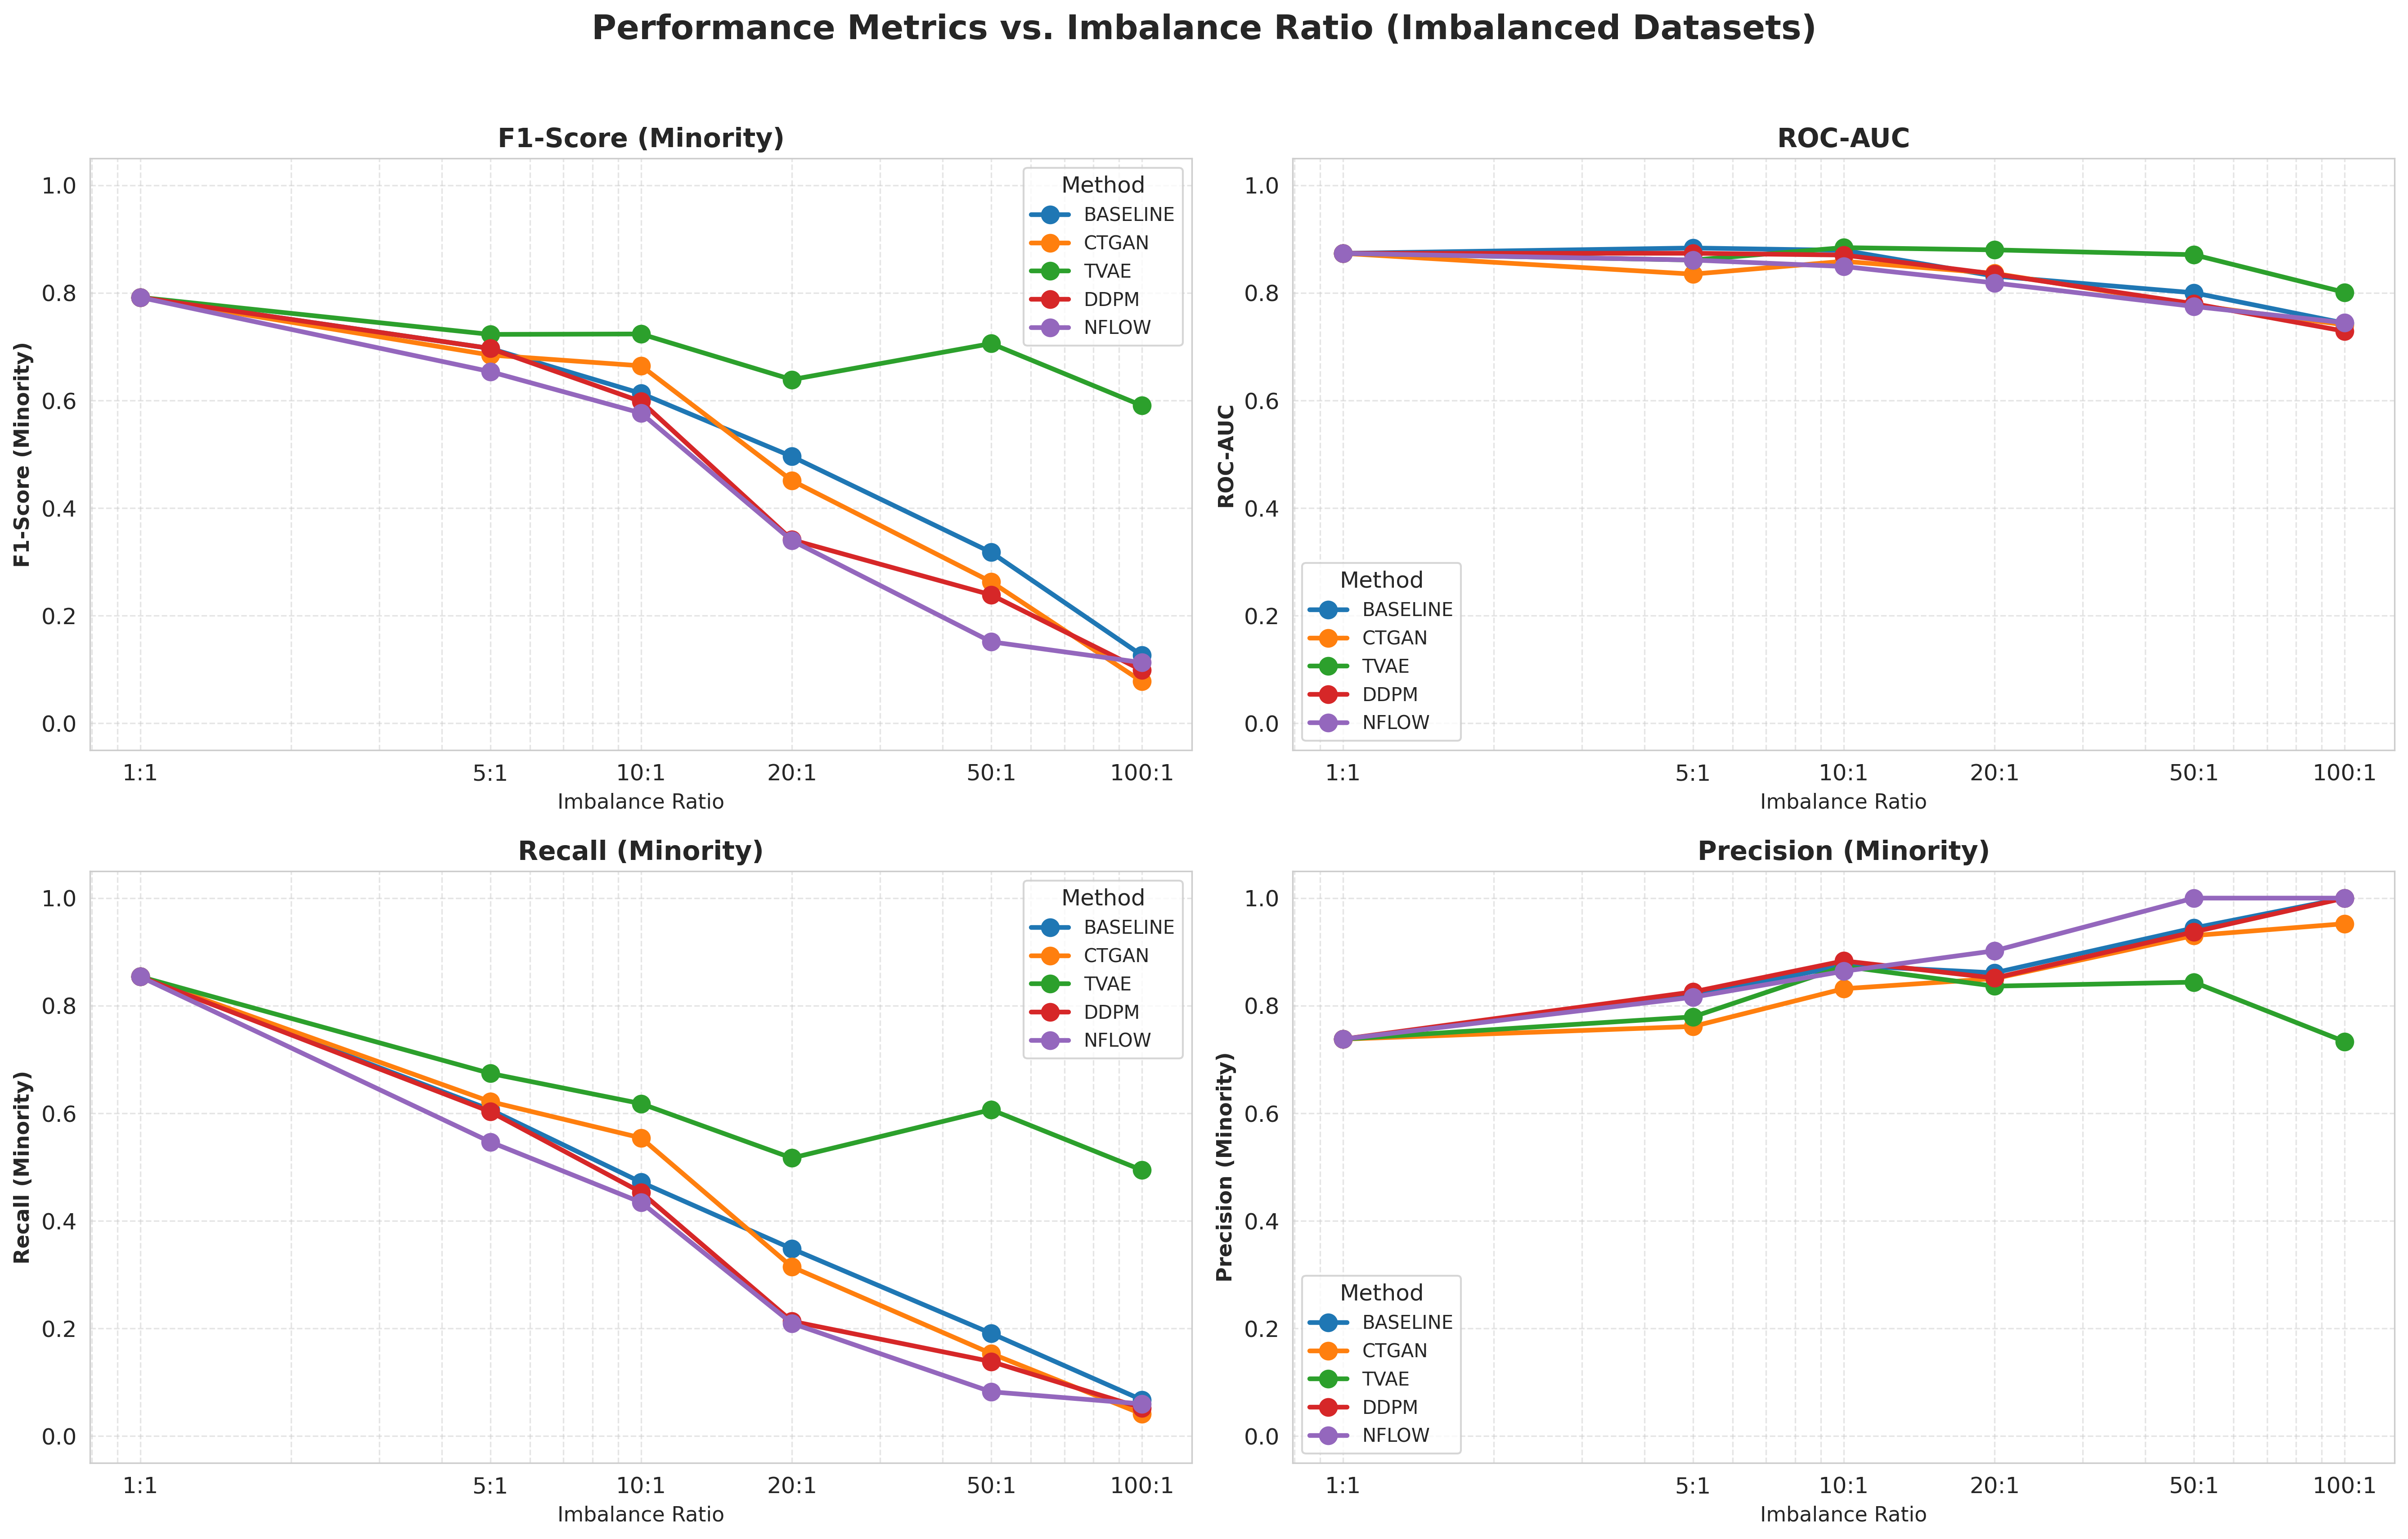 Performance Metrics vs. Imbalance Ratio (Imbalanced Datasets)
F1-Score (Minority)
F1-Score (Minority)
1.0
0.8
0.6
0.4
0.2
0.0
Method
BASELINE
CTGAN
TVAE
DDPM
NFLOW
1:1 5:1 10:1 20:1 50:1 100:1
Imbalance Ratio
ROC-AUC
ROC-AUC
1.0
0.8
0.6
0.4
0.2
0.0
Method
BASELINE
CTGAN
TVAE
DDPM
NFLOW
1:1 5:1 10:1 20:1 50:1 100:1
Imbalance Ratio
Recall (Minority)
Recall (Minority)
1.0
0.8
0.6
0.4
0.2
0.0
Method
BASELINE
CTGAN
TVAE
DDPM
NFLOW
1:1 5:1 10:1 20:1 50:1 100:1
Imbalance Ratio
Precision (Minority)
Precision (Minority)
1.0
0.8
0.6
0.4
0.2
0.0
Method
BASELINE
CTGAN
TVAE
DDPM
NFLOW
1:1 5:1 10:1 20:1 50:1 100:1
Imbalance Ratio